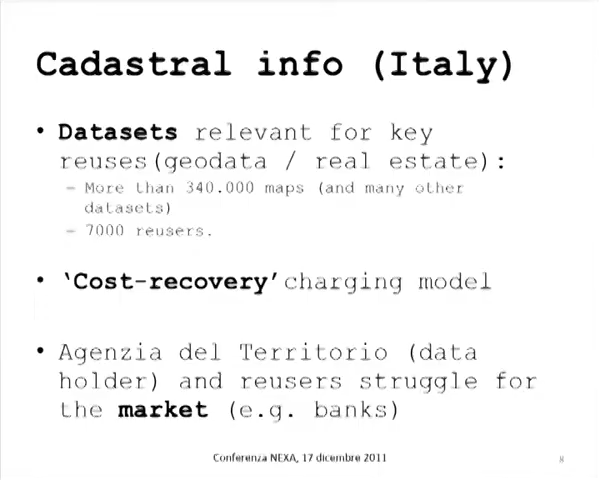 Cadastral info (Italy)
• Datasets relevant for key
reuses(geodata / real estate):
– More than 340.000 maps (and many other
datasets)
– 7000 reusers.
• ‘Cost-recovery’ charging model
• Agenzia del Territorio (data
holder) and reusers struggle for
the market (e.g. banks)
Conferenza NEXA, 17 dicembre 2011
8